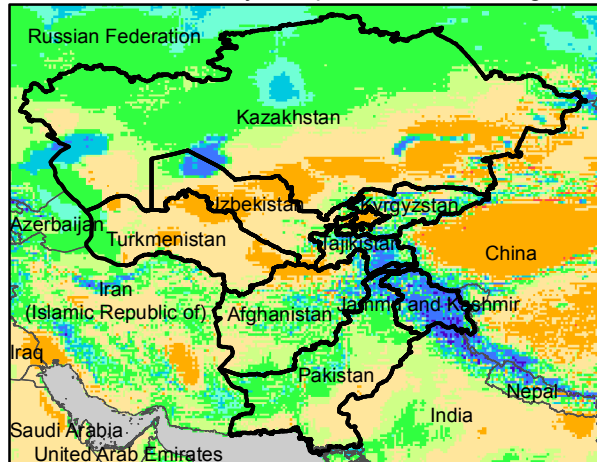 Russian Federation
Kazakhstan
Uzbekistan
Kyrgyzstan
Azerbaijan
Turkmenistan
Tajikistan
China
Iran
(Islamic Republic of)
Afghanistan
Jammu and Kashmir
Iraq
Pakistan
Nepal
India
Saudi Arabia
United Arab Emirates